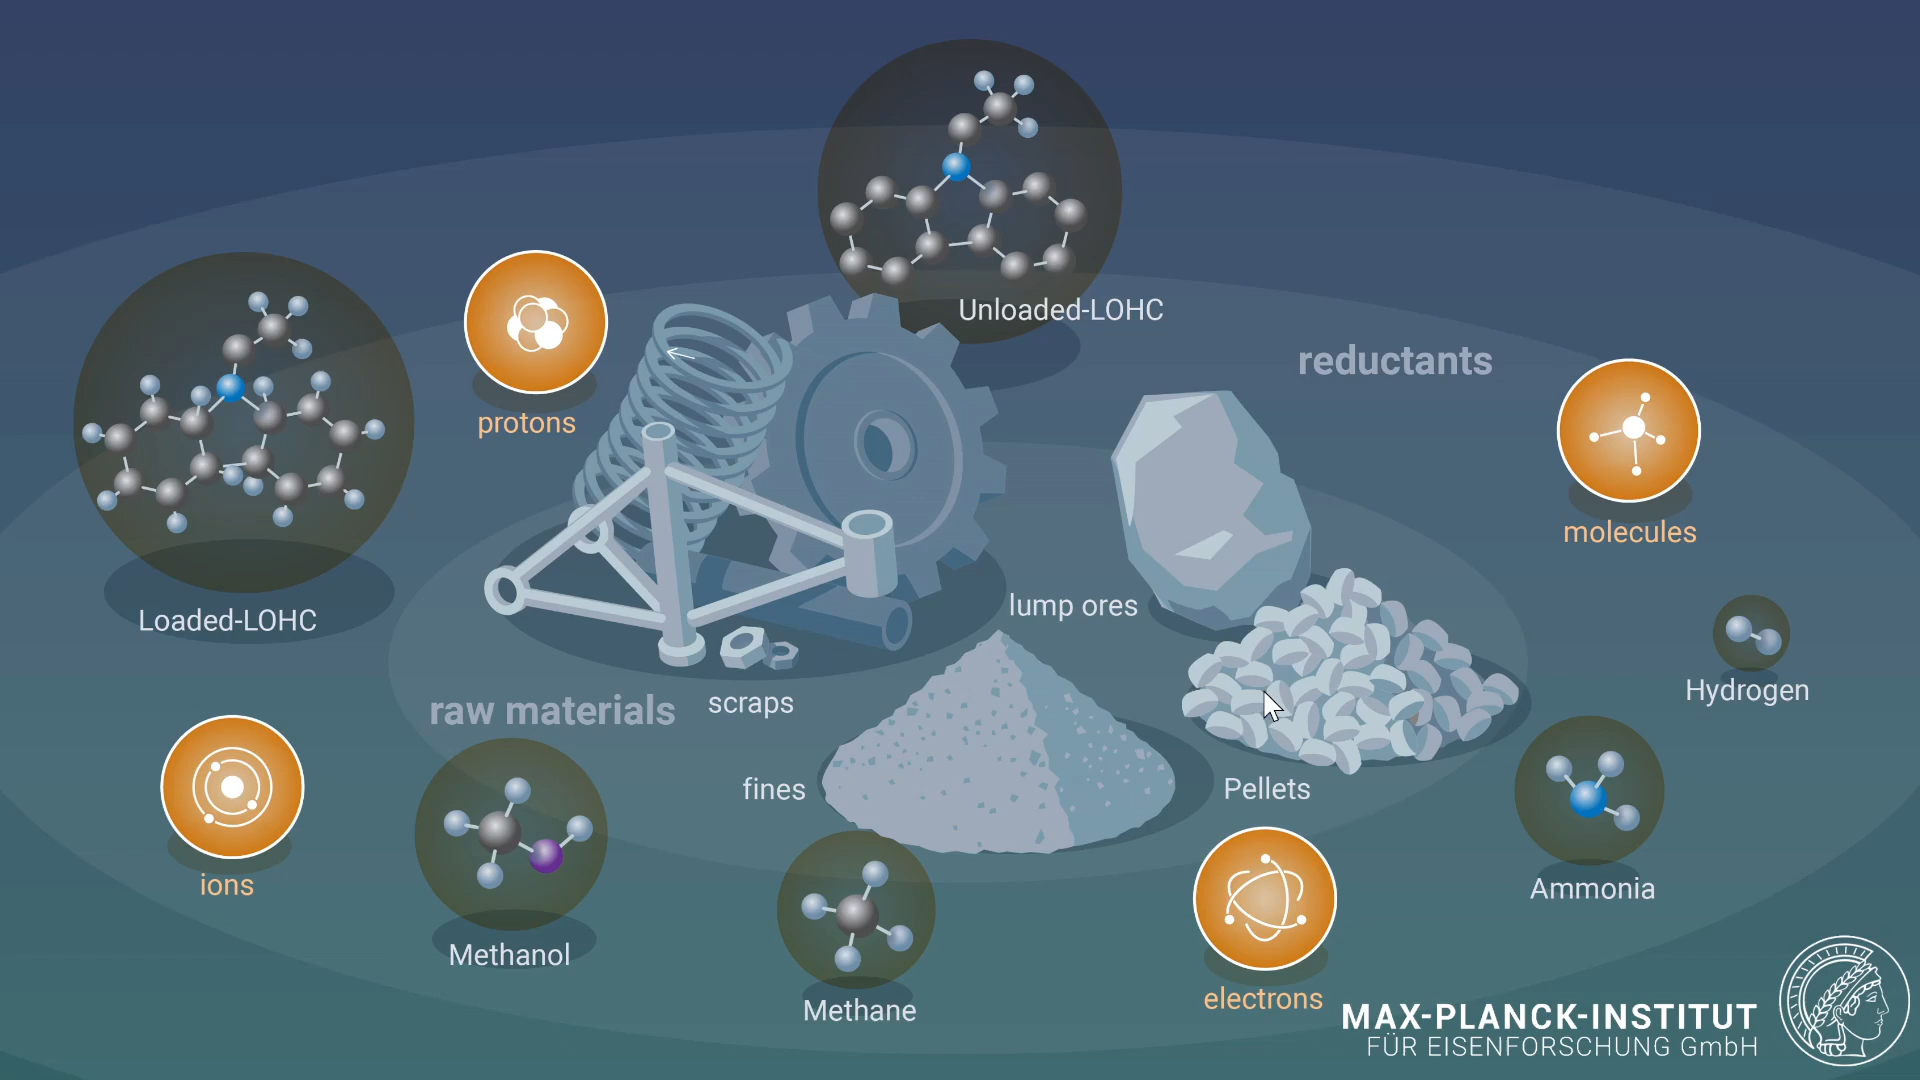 Unloaded-LOHC
reductants
protons
molecules
lump ores
Loaded-LOHC
Hydrogen
raw materials
scraps
fines
Pellets
ions
Ammonia
Methanol
electrons
Methane
MAX-PLANCK-INSTITUT
FÜR EISENFORSCHUNG GmbH